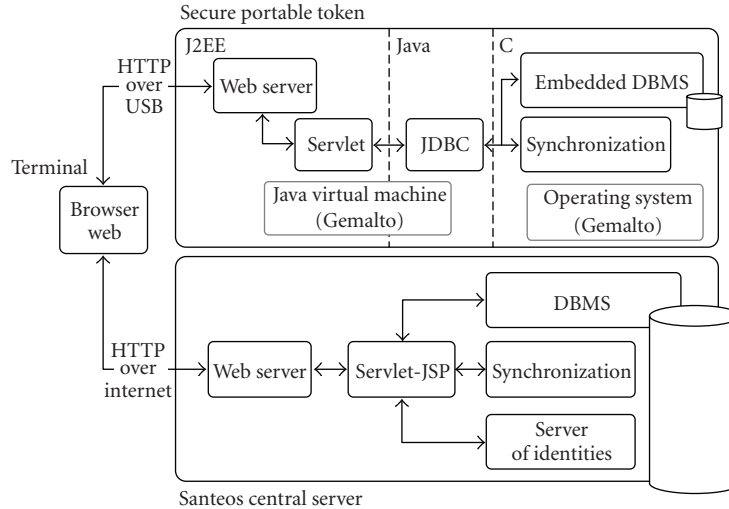 Secure portable token
J2EE
Java
C
HTTP
over
USB
Web server
Embedded DBMS
Servlet
JDBC
Synchronization
Terminal
Java virtual machine
(Gemalto)
Operating system
(Gemalto)
Browser
web
DBMS
HTTP
over
internet
Web server
Servlet-JSP
Synchronization
Server
of identities
Santeos central server